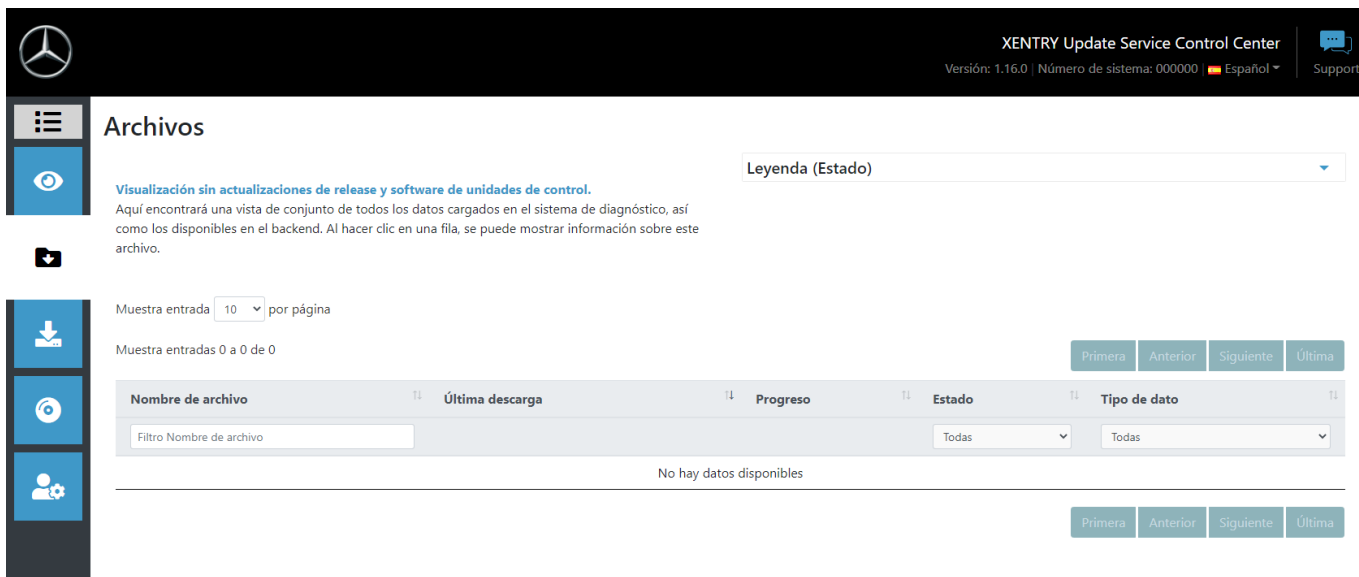 XENTRY Update Service Control Center
Versión: 1.16.0 | Número de sistema: 000000 | Español
Support
Archivos
Leyenda (Estado)
Visualización sin actualizaciones de release y software de unidades de control.
Aquí encontrará una vista de conjunto de todos los datos cargados en el sistema de diagnóstico, así
como los disponibles en el backend. Al hacer clic en una fila, se puede mostrar información sobre este
archivo.
Muestra entrada 10 por página
Muestra entradas 0 a 0 de 0
Primera Anterior Siguiente Última
Nombre de archivo Última descarga Progreso Estado Tipo de dato
Filtro Nombre de archivo Todas Todas
No hay datos disponibles
Primera Anterior Siguiente Última